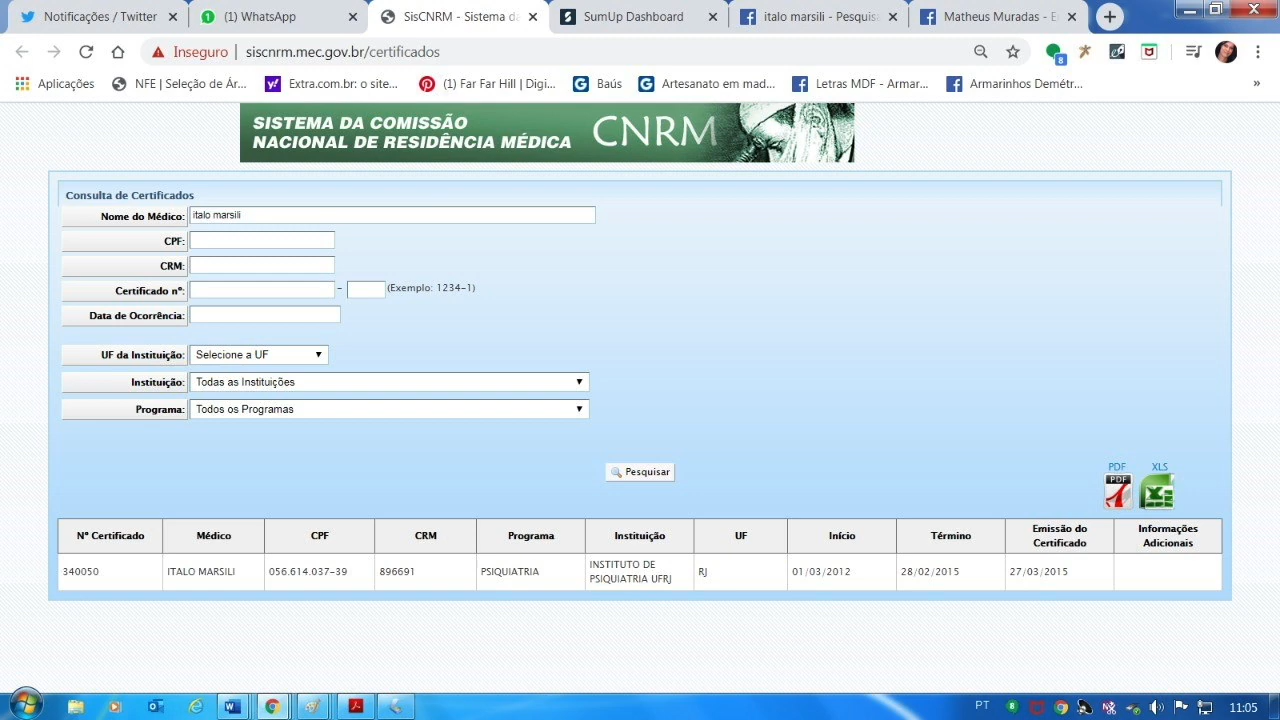 Notificações / Twitter
(1) WhatsApp
SisCNRM - Sistema da
SumUp Dashboard
italo marsili - Pesquisa
Matheus Muradas - E
Inseguro | siscnrm.mec.gov.br/certificados
8
Aplicações
NFE | Seleção de Ár...
Extra.com.br: o site...
(1) Far Far Hill | Digi...
Baús
Artesanato em mad...
Letras MDF - Armar...
Armarinhos Demétr...
»
SISTEMA DA COMISSÃO
NACIONAL DE RESIDÊNCIA MÉDICA
CNRM
Consulta de Certificados
Nome do Médico: italo marsili
CPF:
CRM:
Certificado nº: - (Exemplo: 1234-1)
Data de Ocorrência:
UF da Instituição: Selecione a UF
Instituição: Todas as Instituições
Programa: Todos os Programas
Pesquisar
PDF XLS
PDF
Nº Certificado Médico CPF CRM Programa Instituição UF Início Término Emissão do Certificado Informações Adicionais
340050 ITALO MARSILI 056.614.037-39 896691 PSIQUIATRIA INSTITUTO DE PSIQUIATRIA UFRJ RJ 01/03/2012 28/02/2015 27/03/2015
PT
11:05